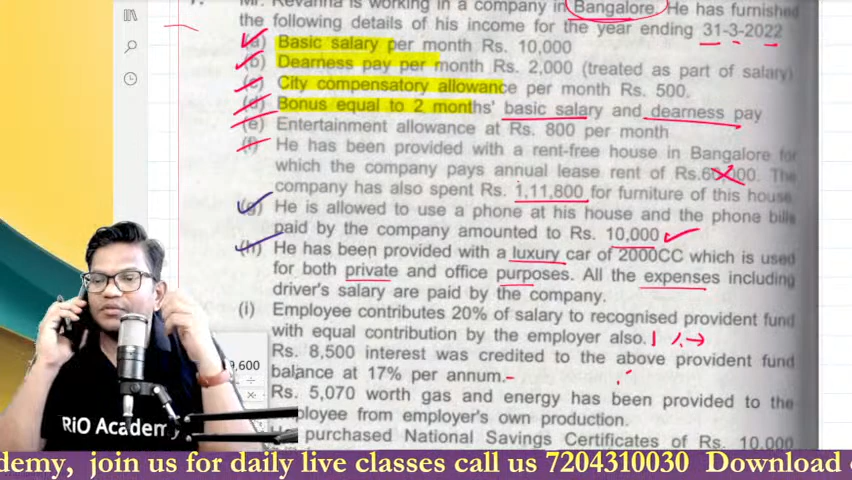 Mr. Revanna is working in a company in Bangalore. He has furnished
the following details of his income for the year ending 31-3-2022
(a) Basic salary per month Rs. 10,000
(b) Dearness pay per month Rs. 2,000 (treated as part of salary)
(c) City compensatory allowance per month Rs. 500.
(d) Bonus equal to 2 months' basic salary and dearness pay
(e) Entertainment allowance at Rs. 800 per month
(f) He has been provided with a rent-free house in Bangalore for
which the company pays annual lease rent of The
company has also spent Rs. 1,11,800 for furniture of this house
(g) He is allowed to use a phone at his house and the phone bills
paid by the company amounted to Rs. 10,000
(h) He has been provided with a luxury car of 2000CC which is used
for both private and office purposes. All the expenses including
driver's salary are paid by the company.
(i) Employee contributes 20% of salary to recognised provident fund
with equal contribution by the employer also.
Rs. 8,500 interest was credited to the above provident fund
balance at 17% per annum.
Rs. 5,070 worth gas and energy has been provided to the
employee from employer's own production.
purchased National Savings Certificates of Rs. 10,000
9,600
RiO Academy
demy, join us for daily live classes call us 7204310030 Download